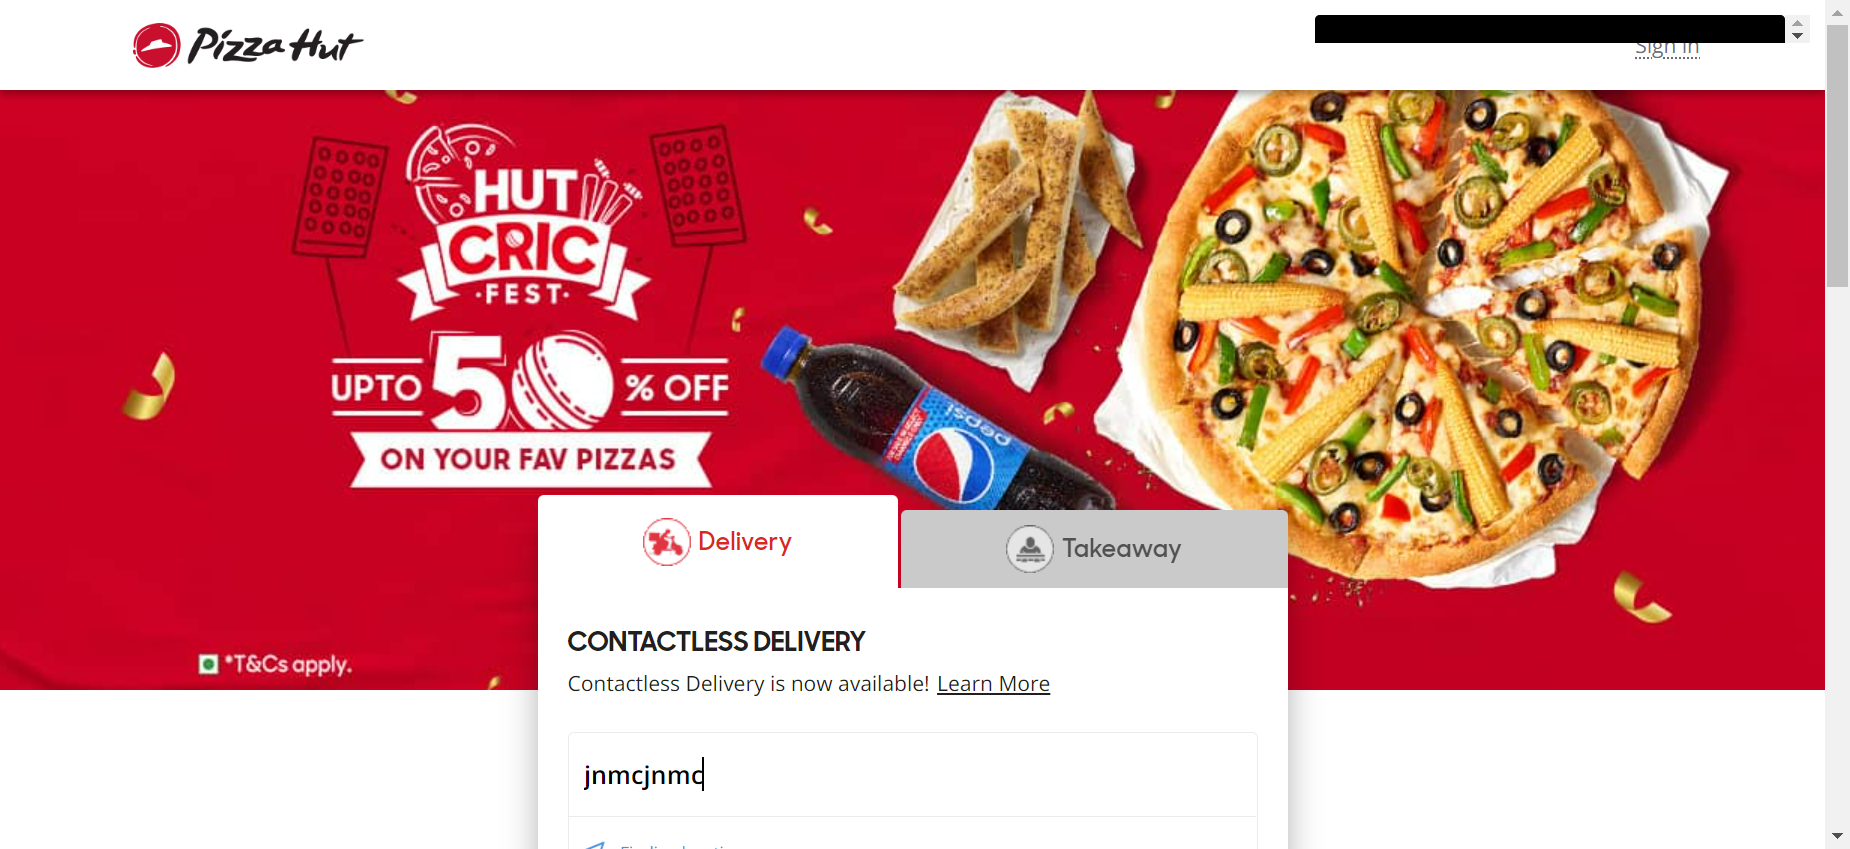 Pizza Hut
Sign In
HUT
CRIC
·FEST·
UPTO 50 % OFF
ON YOUR FAV PIZZAS
pepsi
Delivery
Takeaway
CONTACTLESS DELIVERY
Contactless Delivery is now available! Learn More
*T&Cs apply.
jnmcjnmc